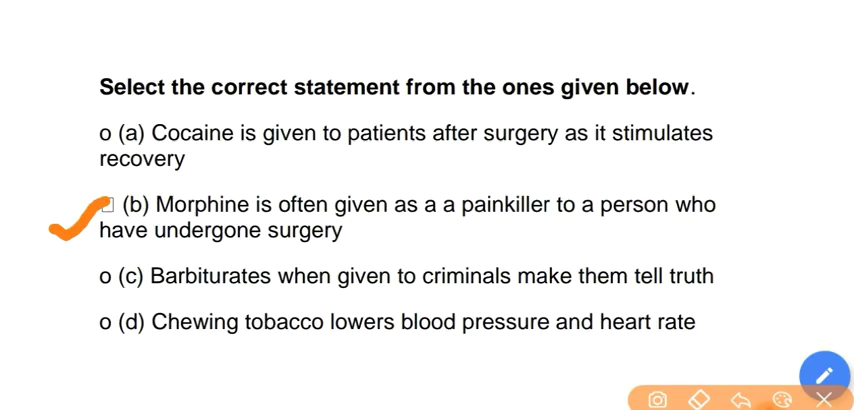 Select the correct statement from the ones given below.
o (a) Cocaine is given to patients after surgery as it stimulates
recovery
(b) Morphine is often given as a a painkiller to a person who
have undergone surgery
o (c) Barbiturates when given to criminals make them tell truth
o (d) Chewing tobacco lowers blood pressure and heart rate